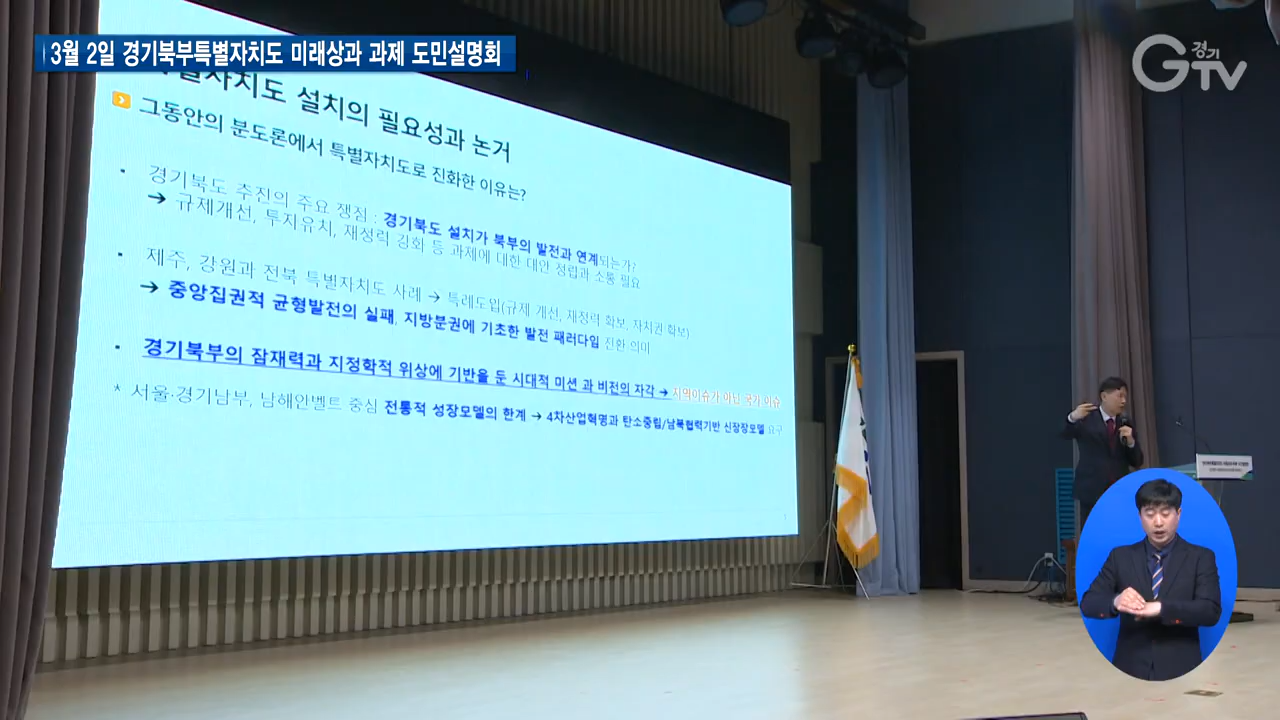 3월 2일 경기북부특별자치도 미래상과 과제 도민설명회
경기
GTV
별자치도 설치의 필요성과 논거
그동안의 분도론에서 특별자치도로 진화한 이유는?
· 경기북도 추진의 주요 쟁점 : 경기북도 설치가 북부의 발전과 연계되는가?
→ 규제개선, 투자유치, 재정력 강화 등 과제에 대한 대안 정립과 소통 필요
· 제주, 강원과 전북 특별자치도 사례 → 특례도입(규제 개선, 재정력 확보, 자치권 확보)
→ 중앙집권적 균형발전의 실패, 지방분권에 기초한 발전 패러다임 전환 의미
· 경기북부의 잠재력과 지정학적 위상에 기반을 둔 시대적 미션 과 비전의 자각 → 지역이슈가 아닌 국가 이슈
* 서울·경기남부, 남해안벨트 중심 전통적 성장모델의 한계 → 4차산업혁명과 탄소중립/남북협력기반 신성장모델 요구